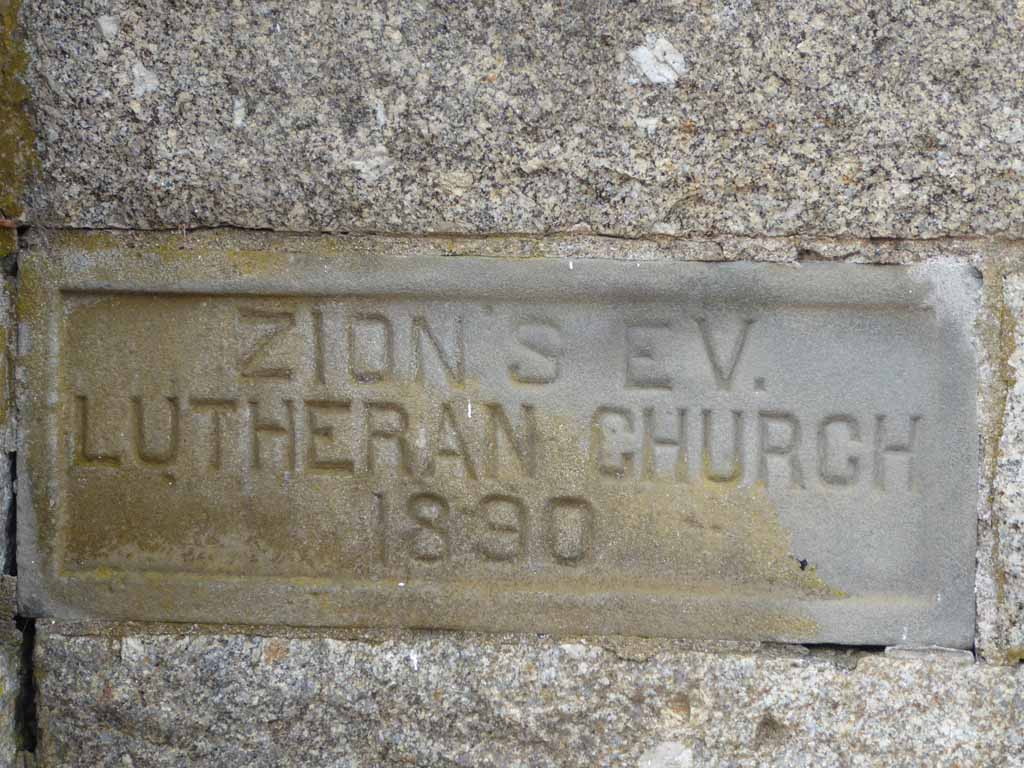 ZION'S EV.
LUTHERAN CHURCH
1890